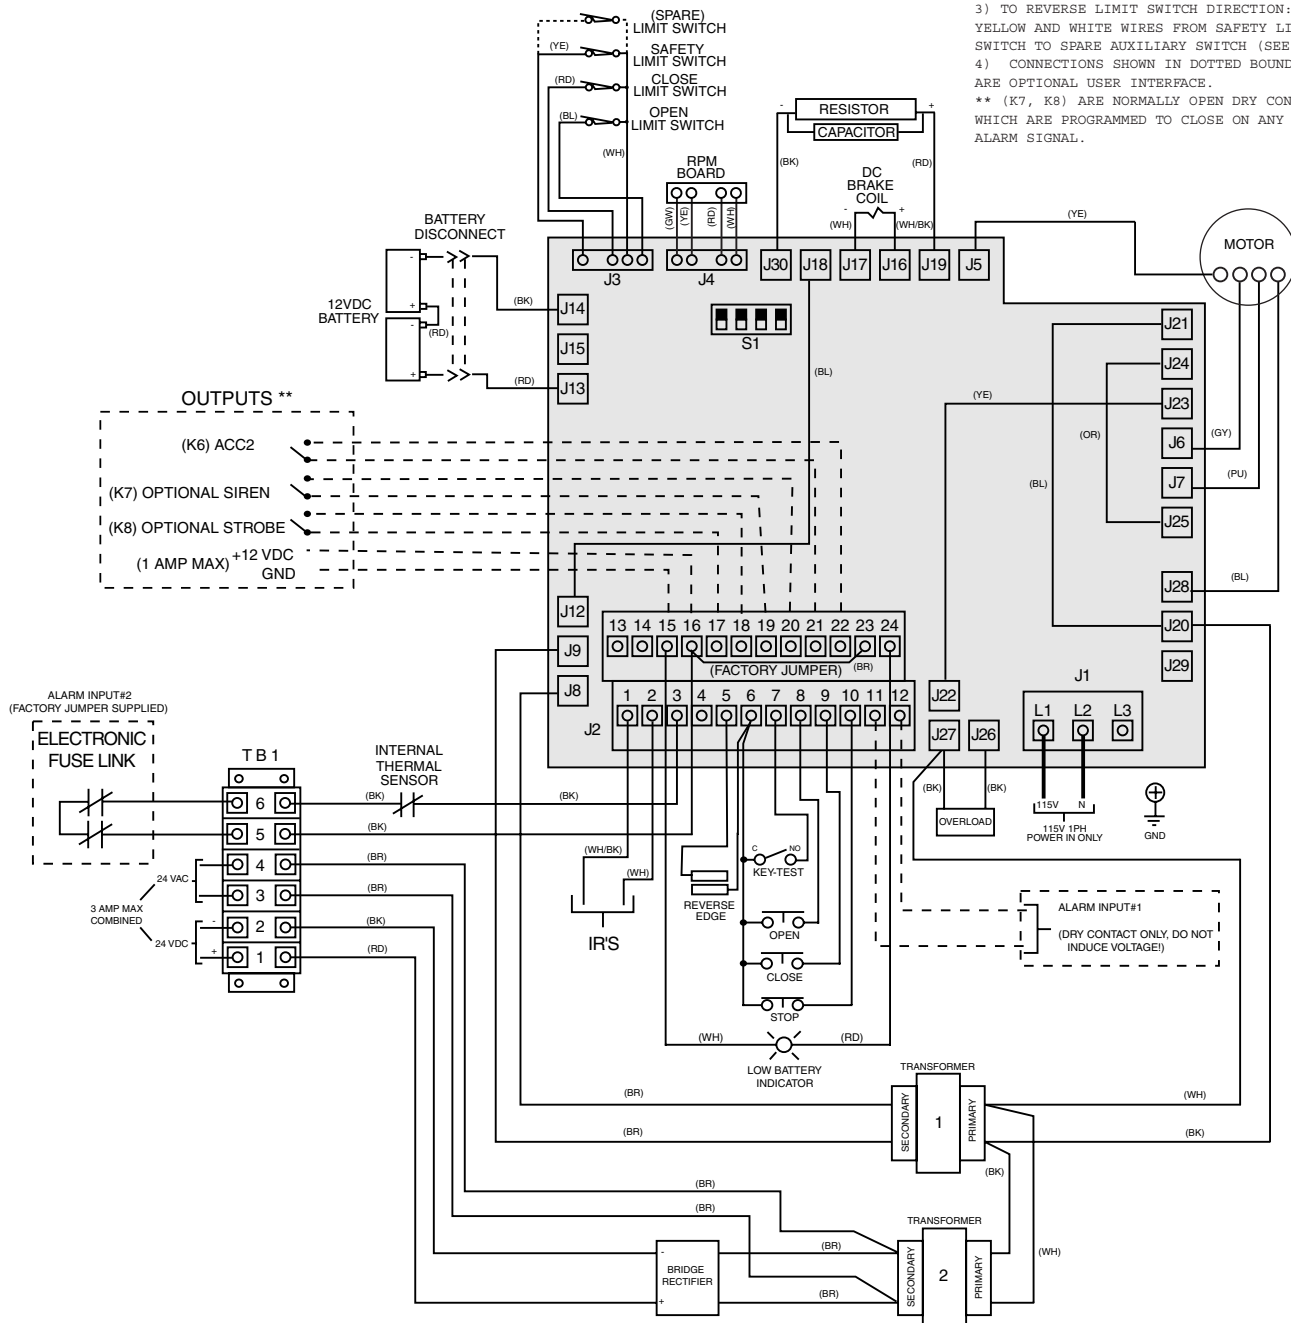 3) TO REVERSE LIMIT SWITCH DIRECTION:
YELLOW AND WHITE WIRES FROM SAFETY LI
SWITCH TO SPARE AUXILIARY SWITCH (SEE
4) CONNECTIONS SHOWN IN DOTTED BOUND
ARE OPTIONAL USER INTERFACE.
** (K7, K8) ARE NORMALLY OPEN DRY CON
WHICH ARE PROGRAMMED TO CLOSE ON ANY
ALARM SIGNAL.
(SPARE)
LIMIT SWITCH
(YE)
SAFETY
LIMIT SWITCH
(RD)
CLOSE
LIMIT SWITCH
(BL)
OPEN
LIMIT SWITCH
(WH)
RPM
BOARD
(GW)
(YE)
(RD)
(WH)
-
RESISTOR
+
CAPACITOR
(BK)
(RD)
DC
BRAKE
COIL
-
+
(WH)
(WH/BK)
(YE)
MOTOR
BATTERY
DISCONNECT
-
+
12VDC
BATTERY
-
+
(RD)
(BK)
(RD)
J3
J4
J30
J18
J17
J16
J19
J5
J14
J15
J13
S1
(BL)
J21
J24
J23
J6
J7
J25
J28
J20
J29
(YE)
(OR)
(BL)
(GY)
(PU)
(BL)
OUTPUTS **
(K6) ACC2
(K7) OPTIONAL SIREN
(K8) OPTIONAL STROBE
(1 AMP MAX)
+12 VDC
GND
J12
J9
J8
13 14 15 16 17 18 19 20 21 22 23 24
(FACTORY JUMPER)
(BR)
1 2 3 4 5 6 7 8 9 10 11 12
J2
J22
J27
J26
J1
L1 L2 L3
(BK)
(BK)
OVERLOAD
115V
N
115V 1PH
POWER IN ONLY
GND
ALARM INPUT#2
(FACTORY JUMPER SUPPLIED)
ELECTRONIC
FUSE LINK
TB1
6
5
4
3
2
1
INTERNAL
THERMAL
SENSOR
(BK)
(BK)
(BK)
(BR)
(BR)
(BK)
(RD)
24 VAC
3 AMP MAX
COMBINED
24 VDC
-
+
(WH/BK)
(WH)
IR'S
REVERSE
EDGE
C
NO
KEY-TEST
OPEN
CLOSE
STOP
(WH)
(RD)
LOW BATTERY
INDICATOR
ALARM INPUT#1
(DRY CONTACT ONLY, DO NOT
INDUCE VOLTAGE!)
TRANSFORMER
SECONDARY
1
PRIMARY
(BR)
(BR)
(WH)
(BK)
(BK)
(WH)
(BR)
(BR)
TRANSFORMER
SECONDARY
2
PRIMARY
(BR)
(BR)
-
BRIDGE
RECTIFIER
+